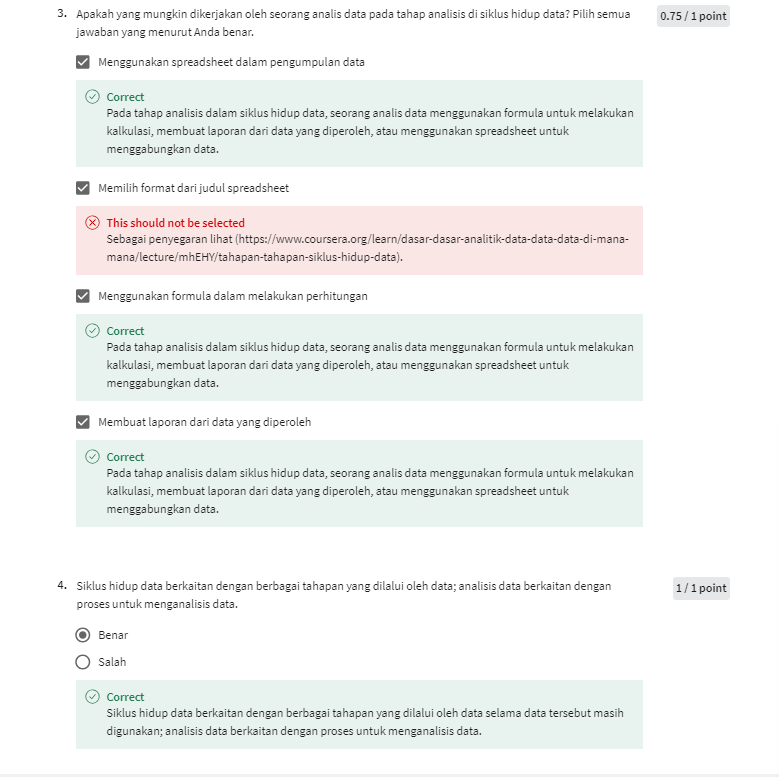 3. Apakah yang mungkin dikerjakan oleh seorang analis data pada tahap analisis di siklus hidup data? Pilih semua
jawaban yang menurut Anda benar.
0.75 / 1 point
Menggunakan spreadsheet dalam pengumpulan data
Correct
Pada tahap analisis dalam siklus hidup data, seorang analis data menggunakan formula untuk melakukan
kalkulasi, membuat laporan dari data yang diperoleh, atau menggunakan spreadsheet untuk
menggabungkan data.
Memilih format dari judul spreadsheet
This should not be selected
Sebagai penyegaran lihat (https://www.coursera.org/learn/dasar-dasar-analitik-data-data-data-di-mana-
mana/lecture/mhEHY/tahapan-tahapan-siklus-hidup-data).
Menggunakan formula dalam melakukan perhitungan
Correct
Pada tahap analisis dalam siklus hidup data, seorang analis data menggunakan formula untuk melakukan
kalkulasi, membuat laporan dari data yang diperoleh, atau menggunakan spreadsheet untuk
menggabungkan data.
Membuat laporan dari data yang diperoleh
Correct
Pada tahap analisis dalam siklus hidup data, seorang analis data menggunakan formula untuk melakukan
kalkulasi, membuat laporan dari data yang diperoleh, atau menggunakan spreadsheet untuk
menggabungkan data.
4. Siklus hidup data berkaitan dengan berbagai tahapan yang dilalui oleh data; analisis data berkaitan dengan
proses untuk menganalisis data.
1 / 1 point
Benar
Salah
Correct
Siklus hidup data berkaitan dengan berbagai tahapan yang dilalui oleh data selama data tersebut masih
digunakan; analisis data berkaitan dengan proses untuk menganalisis data.